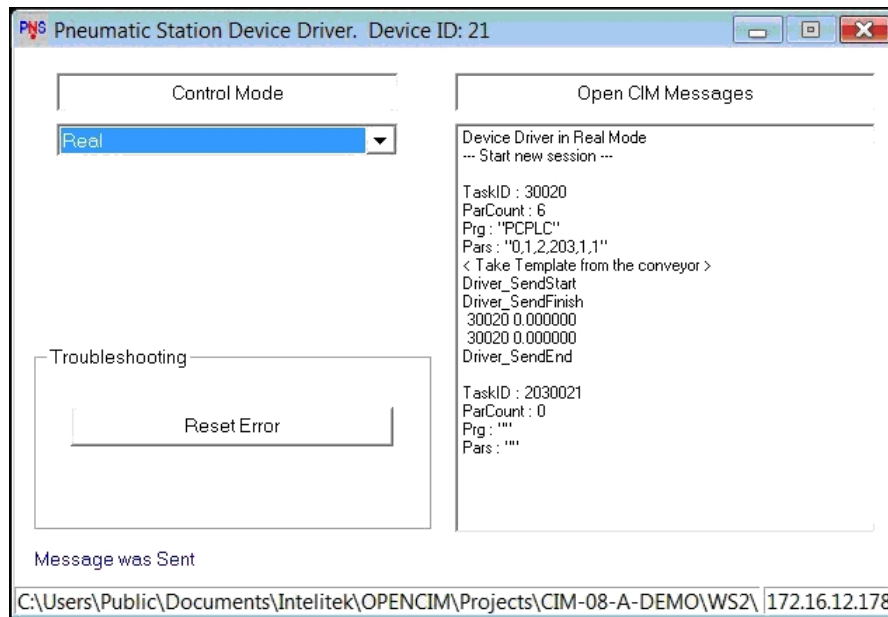 PNS Pneumatic Station Device Driver. Device ID: 21
Control Mode
Real
Troubleshooting
Reset Error
Message was Sent
Open CIM Messages
Device Driver in Real Mode
--- Start new session ---
TaskID : 30020
ParCount : 6
Prg : "PCPLC"
Pars : "0,1,2,203,1,1"
< Take Template from the conveyor >
Driver_SendStart
Driver_SendFinish
30020 0.000000
30020 0.000000
Driver_SendEnd
TaskID : 2030021
ParCount : 0
Prg : ""
Pars : ""
C:\Users\Public\Documents\Intelitek\OPENCIM\Projects\CIM-08-A-DEMO\WS2\ 172.16.12.178